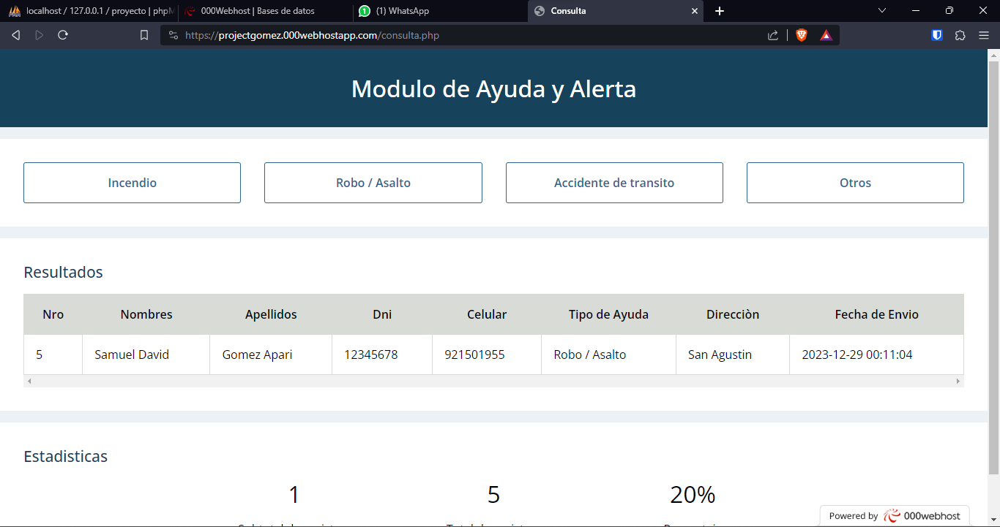 localhost / 127.0.0.1 / proyecto | phpM
000Webhost | Bases de datos
(1) WhatsApp
Consulta
https://projectgomez.000webhostapp.com/consulta.php
Modulo de Ayuda y Alerta
Incendio
Robo / Asalto
Accidente de transito
Otros
Resultados
Nro Nombres Apellidos Dni Celular Tipo de Ayuda Direcciòn Fecha de Envio
5 Samuel David Gomez Apari 12345678 921501955 Robo / Asalto San Agustin 2023-12-29 00:11:04
Estadisticas
1 5 20%
Powered by 000webhost